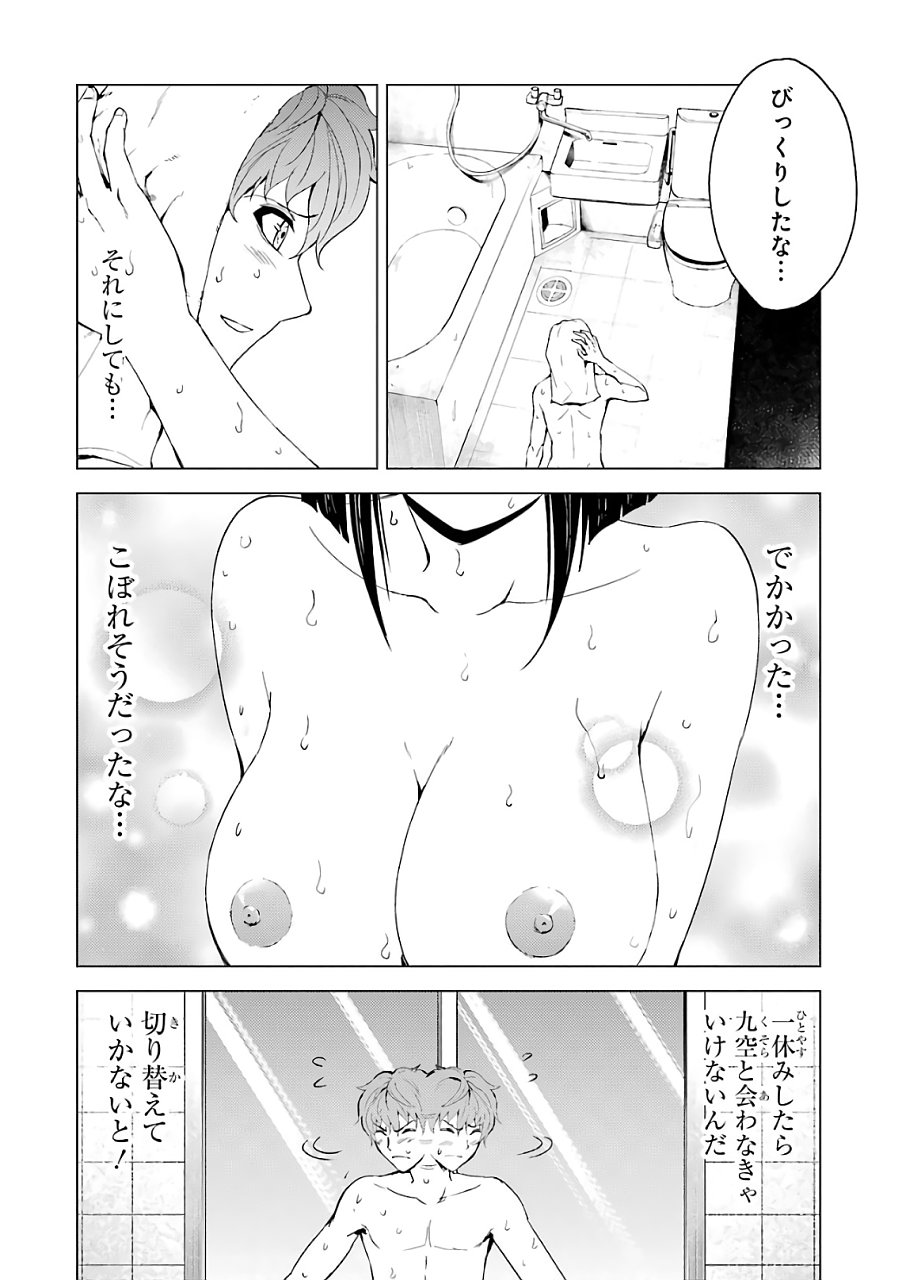 びっくりしたな…
それにしても…
でかかった…
こぼれそうだったな…
一休みしたら
九空と会わなきゃ
いけないんだ
切り替えて
いかないと！